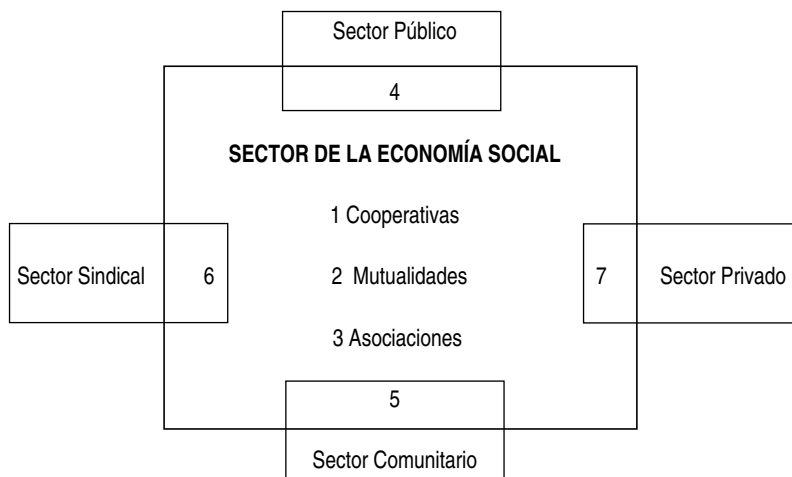 Sector Público
4
SECTOR DE LA ECONOMÍA SOCIAL
1 Cooperativas
Sector Sindical 6 2 Mutualidades 7 Sector Privado
3 Asociaciones
5
Sector Comunitario